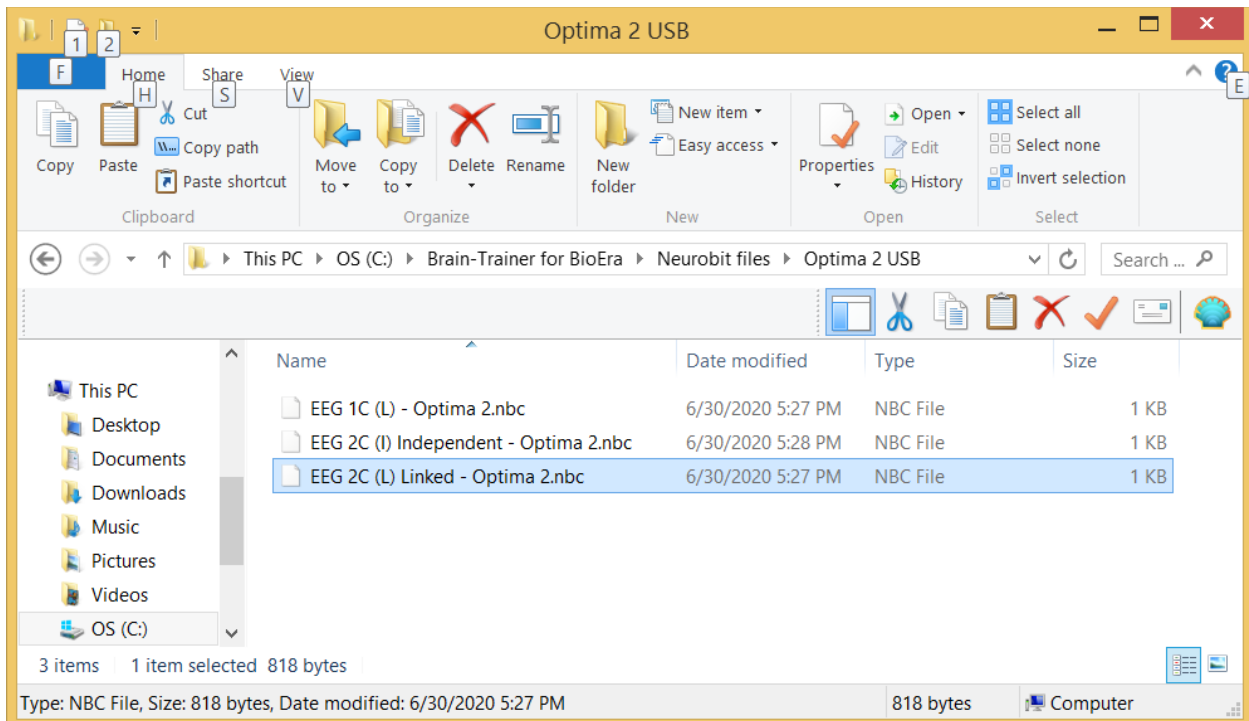 Optima 2 USB
1 2
F Home Share View
H S V E
Copy
Paste
Cut
Copy path
Paste shortcut
Clipboard
Move to
Copy to
Delete
Rename
Organize
New folder
New item
Easy access
New
Properties
Open
Edit
History
Open
Select all
Select none
Invert selection
Select
This PC OS (C:) Brain-Trainer for BioEra Neurobit files Optima 2 USB Search ...
Name Date modified Type Size
This PC
Desktop
Documents
Downloads
Music
Pictures
Videos
OS (C:)
EEG 1C (L) - Optima 2.nbc 6/30/2020 5:27 PM NBC File 1 KB
EEG 2C (I) Independent - Optima 2.nbc 6/30/2020 5:28 PM NBC File 1 KB
EEG 2C (L) Linked - Optima 2.nbc 6/30/2020 5:27 PM NBC File 1 KB
3 items 1 item selected 818 bytes
Type: NBC File, Size: 818 bytes, Date modified: 6/30/2020 5:27 PM 818 bytes Computer